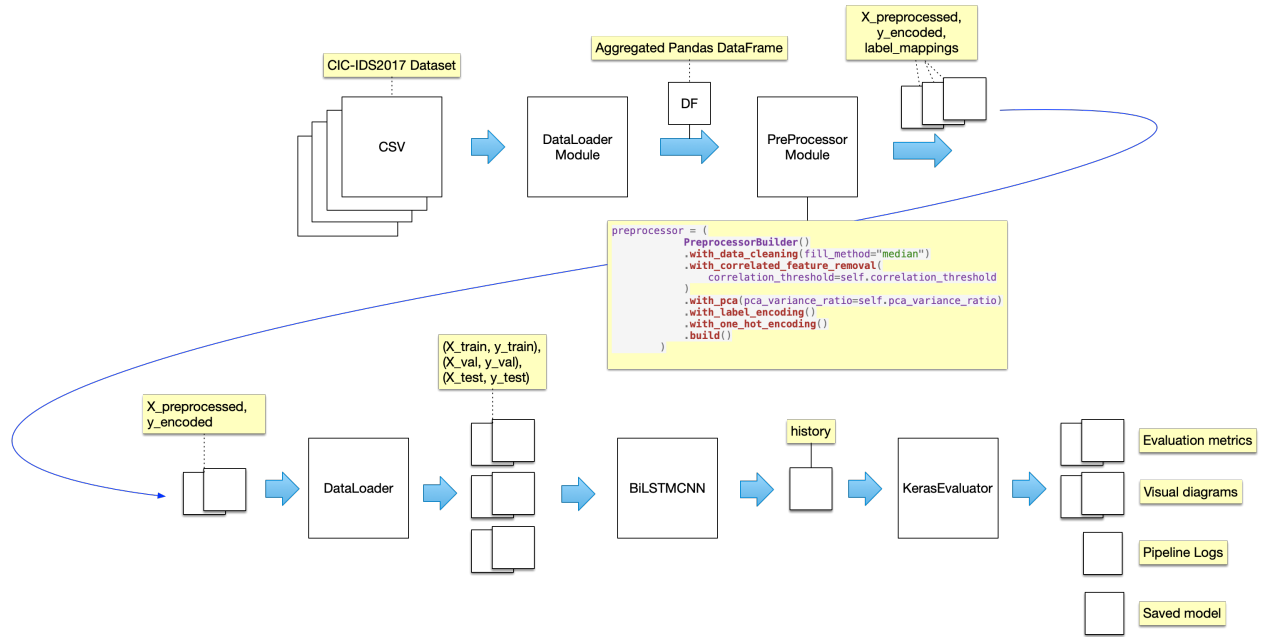 X_preprocessed,
y_encoded,
label_mappings
Aggregated Pandas DataFrame
CIC-IDS2017 Dataset
DF
CSV
DataLoader
Module
PreProcessor
Module
preprocessor = (
PreprocessorBuilder()
.with_data_cleaning(fill_method="median")
.with_correlated_feature_removal(
correlation_threshold=self.correlation_threshold
)
.with_pca(pca_variance_ratio=self.pca_variance_ratio)
.with_label_encoding()
.with_one_hot_encoding()
.build()
)
(X_train, y_train),
(X_val, y_val),
(X_test, y_test)
X_preprocessed,
y_encoded
history
DataLoader
BiLSTMCNN
KerasEvaluator
Evaluation metrics
Visual diagrams
Pipeline Logs
Saved model